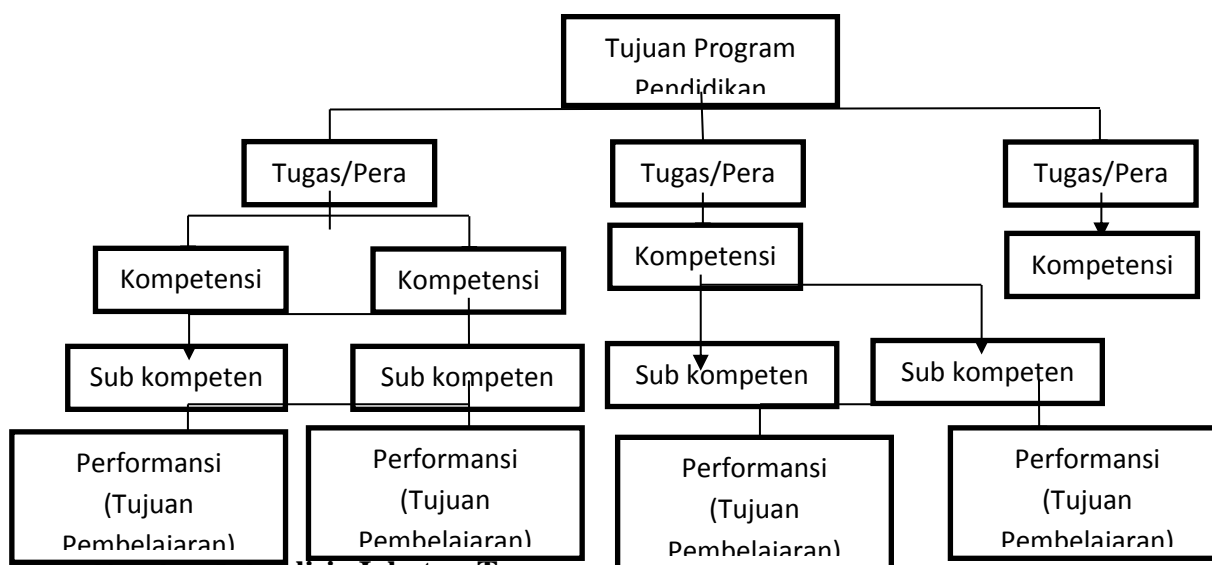 Tujuan Program
Pendidikan
Tugas/Pera
Tugas/Pera
Tugas/Pera
Kompetensi
Kompetensi
Kompetensi
Kompetensi
Sub kompeten
Sub kompeten
Sub kompeten
Sub kompeten
Performansi
(Tujuan
Pembelajaran)
Performansi
(Tujuan
Pembelajaran)
Performansi
(Tujuan
Pembelajaran)
Performansi
(Tujuan
Pembelajaran)